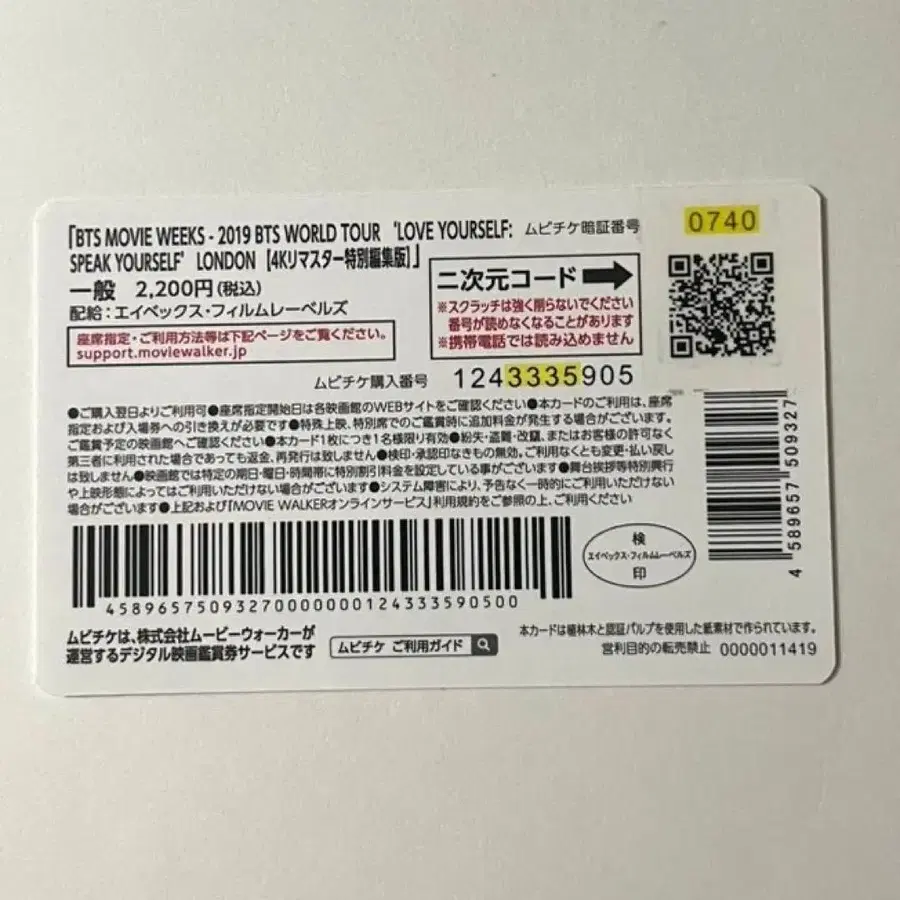 「BTS MOVIE WEEKS - 2019 BTS WORLD TOUR 'LOVE YOURSELF:
SPEAK YOURSELF' LONDON [4Kリマスター特別編集版]」
ムビチケ暗証番号
0740
一般 2,200円(税込)
配給:エイベックス・フィルムレーベルズ
座席指定・ご利用方法等は下記ページをご覧ください。
support.moviewalker.jp
二次元コード
※スクラッチは強く削らないでください
番号が読めなくなることがあります
※携帯電話では読み込めません
ムビチケ購入番号 1243335905
●ご購入翌日よりご利用可●座席指定開始日は各映画館のWEBサイトをご確認ください●本カードのご利用は、座席
指定および入場券への引き換えが必要です●特殊上映、特別席でのご鑑賞時に追加料金が発生する場合がございます。
ご鑑賞予定の映画館へご確認ください●本カード1枚につき1名様限り有効●紛失・盗難・改竄、またはお客様の許可なく
第三者に利用された場合であっても返金、再発行は致しません●検印・承認印なきもの無効、ご利用なくとも変更・払い戻し
は致しません●映画館では特定の期日・曜日・時間帯に特別割引料金を設定している事がございます●舞台挨拶等特別興行
や上映形態によってはご利用いただけない場合がございます●システム障害により、予告なく一時的にご利用いただけない
場合がございます●上記および「MOVIE WALKERオンラインサービス」利用規約をご参照の上、ご利用ください
4 589657 509327
検
エイベックス・フィルムレーベルズ
印
4589657509327000000012433359​0500
ムビチケは、株式会社ムービーウォーカーが
運営するデジタル映画鑑賞券サービスです
ムビチケ ご利用ガイド
本カードは植林木と認証パルプを使用した紙素材で作られています。
営利目的の転売禁止 0000011419